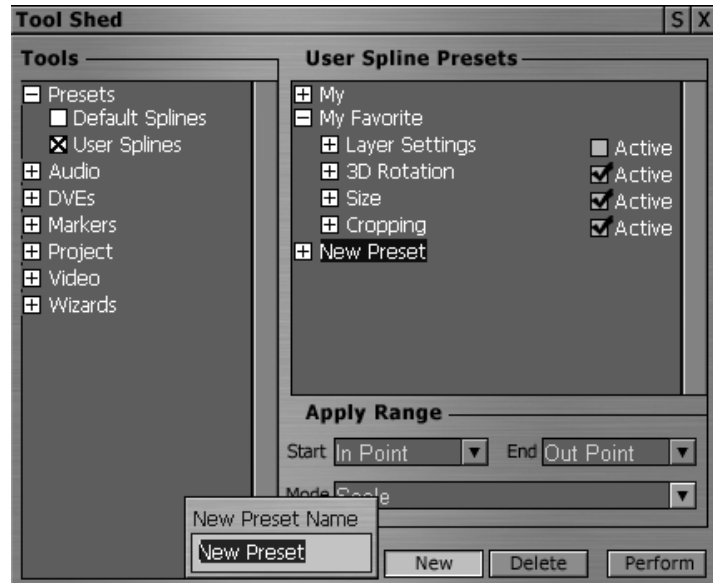 Tool Shed S X
Tools
Presets
Default Splines
User Splines
Audio
DVEs
Markers
Project
Video
Wizards
User Spline Presets
My
My Favorite
Layer Settings Active
3D Rotation Active
Size Active
Cropping Active
New Preset
Apply Range
Start In Point End Out Point
Mode Scale
New Preset Name
New Preset
New Delete Perform